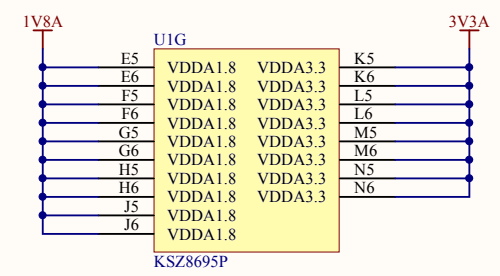 1V8A 3V3A
U1G
E5 VDDA1.8 VDDA3.3 K5
E6 VDDA1.8 VDDA3.3 K6
F5 VDDA1.8 VDDA3.3 L5
F6 VDDA1.8 VDDA3.3 L6
G5 VDDA1.8 VDDA3.3 M5
G6 VDDA1.8 VDDA3.3 M6
H5 VDDA1.8 VDDA3.3 N5
H6 VDDA1.8 VDDA3.3 N6
J5 VDDA1.8
J6 VDDA1.8
KSZ8695P